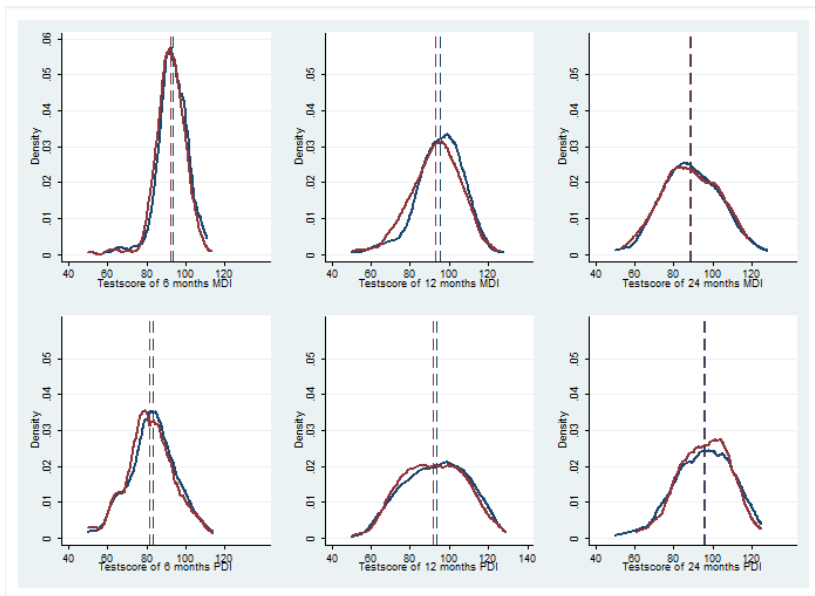 .06
.05
.04
.03
.02
.01
0
Density
40 60 80 100 120
Testscore of 6 months MDI
.05
.04
.03
.02
.01
0
Density
40 60 80 100 120
Testscore of 12 months MDI
.05
.04
.03
.02
.01
0
Density
40 60 80 100 120
Testscore of 24 months MDI
.05
.04
.03
.02
.01
0
Density
40 60 80 100 120
Testscore of 6 months PDI
.05
.04
.03
.02
.01
0
Density
40 60 80 100 120 140
Testscore of 12 months PDI
.05
.04
.03
.02
.01
0
Density
40 60 80 100 120
Testscore of 24 months PDI